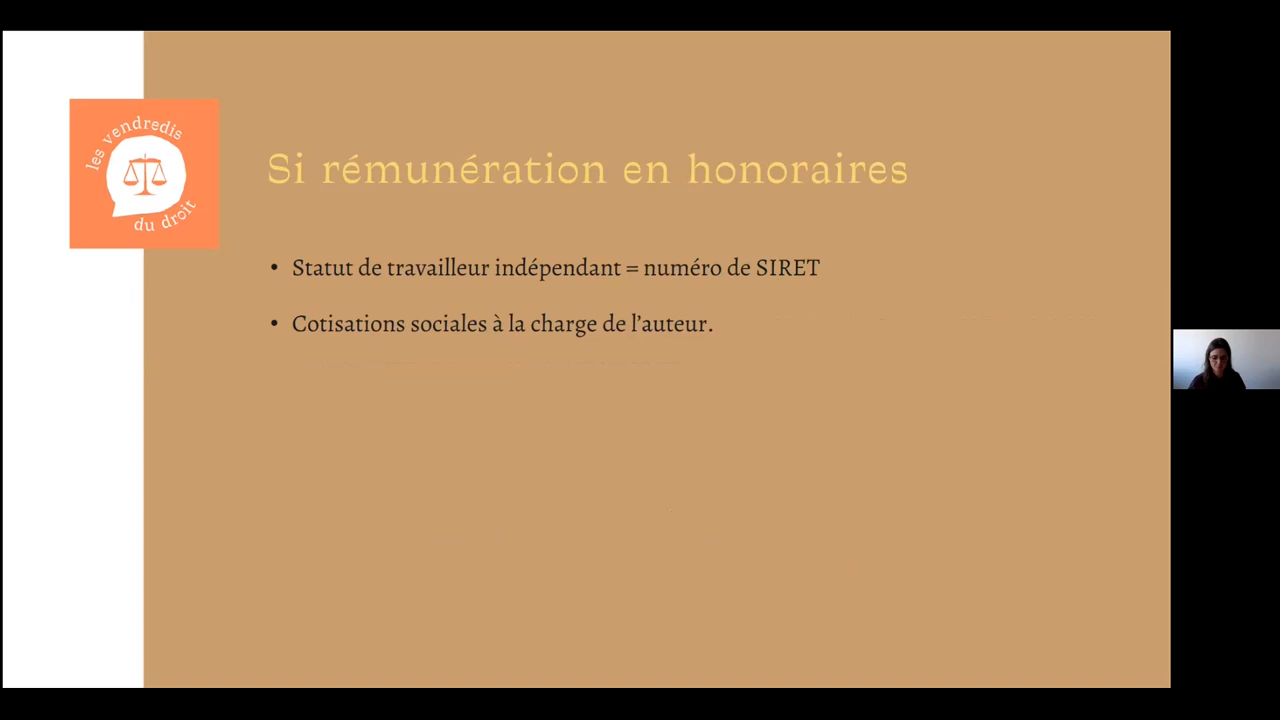 les vendredis
du droit
Si rémunération en honoraires
• Statut de travailleur indépendant = numéro de SIRET
• Cotisations sociales à la charge de l’auteur.